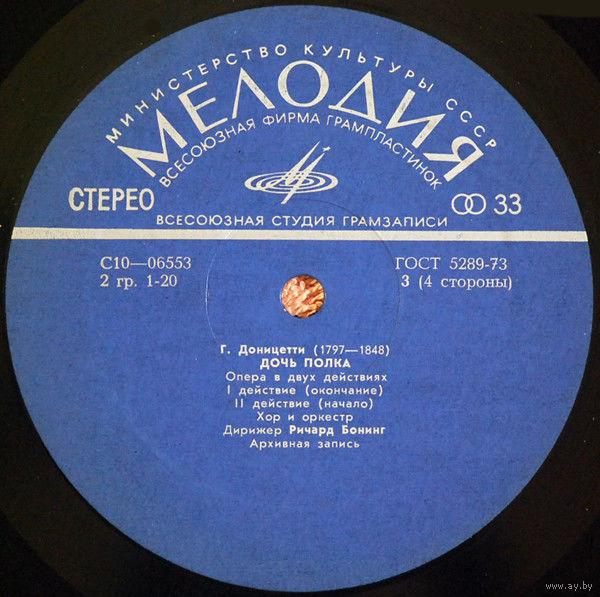 МИНИСТЕРСТВО КУЛЬТУРЫ СССР
МЕЛОДИЯ
ВСЕСОЮЗНАЯ ФИРМА ГРАМПЛАСТИНОК
СТЕРЕО
33
ВСЕСОЮЗНАЯ СТУДИЯ ГРАМЗАПИСИ
С10—06553
ГОСТ 5289-73
2 гр. 1-20
3 (4 стороны)
Г. Доницетти (1797—1848)
ДОЧЬ ПОЛКА
Опера в двух действиях
I действие (окончание)
II действие (начало)
Хор и оркестр
Дирижер Ричард Бонинг
Архивная запись
www.ay.by